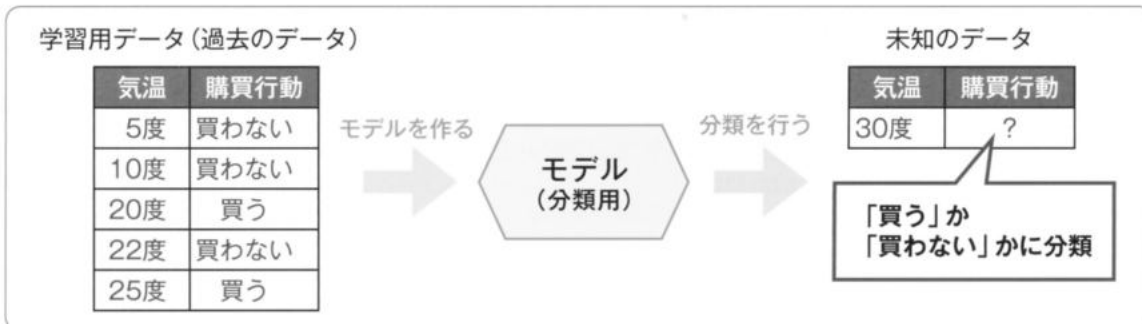 学習用データ（過去のデータ）
気温 購買行動
5度 買わない
10度 買わない
20度 買う
22度 買わない
25度 買う
モデルを作る
モデル
（分類用）
分類を行う
未知のデータ
気温 購買行動
30度 ?
「買う」か
「買わない」かに分類